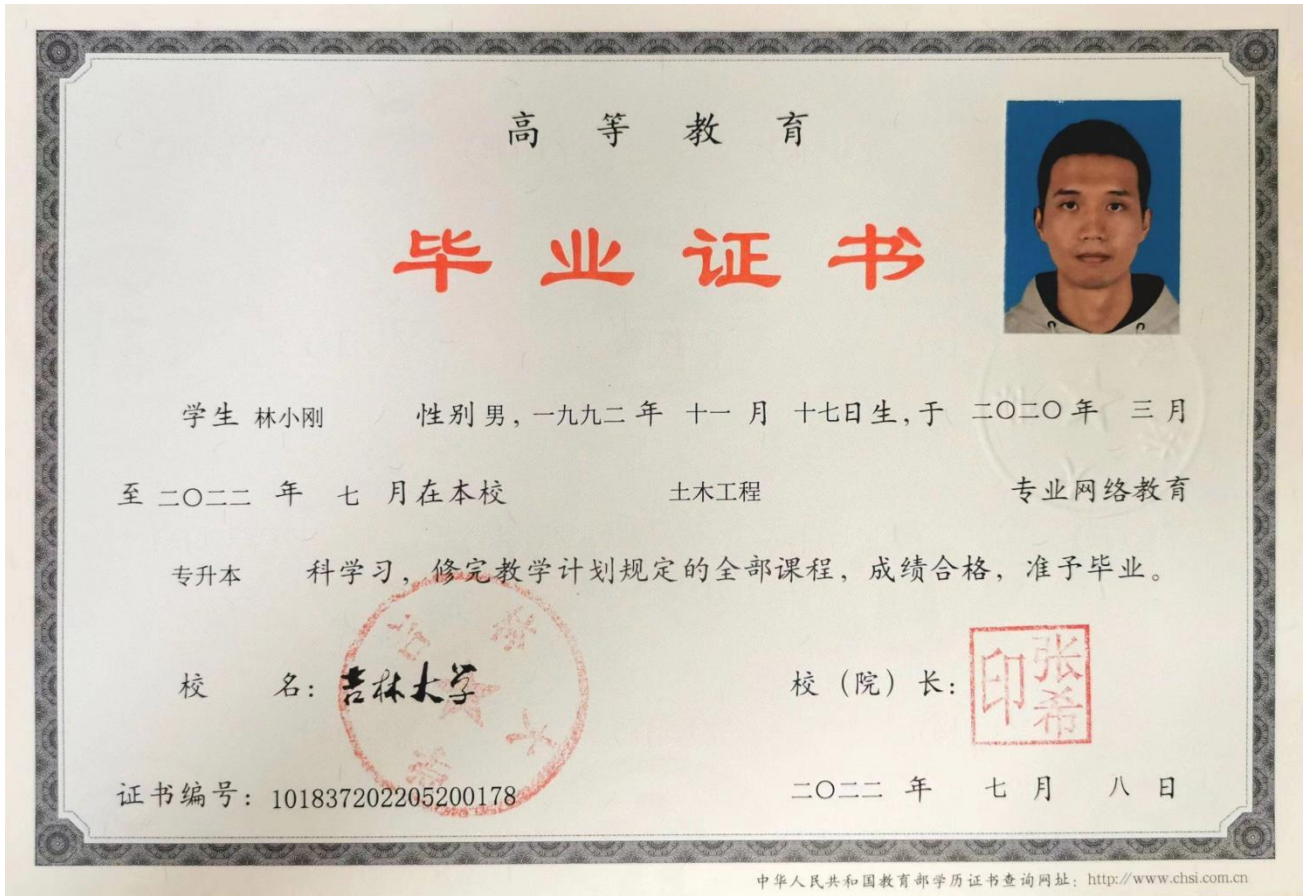 高等教育
毕业证书
学生 林小刚 性别 男，一九九二 年 十一 月 十七日生，于 二〇二〇 年 三 月
至 二〇二二 年 七 月在本校 土木工程 专业网络教育
专升本 科学习，修完教学计划规定的全部课程，成绩合格，准予毕业。
校 名：吉林大学
校（院）长：
张希印
吉林大学
证书编号：101837202205200178
二〇二二 年 七 月 八 日
中华人民共和国教育部学历证书查询网址：http://www.chsi.com.cn